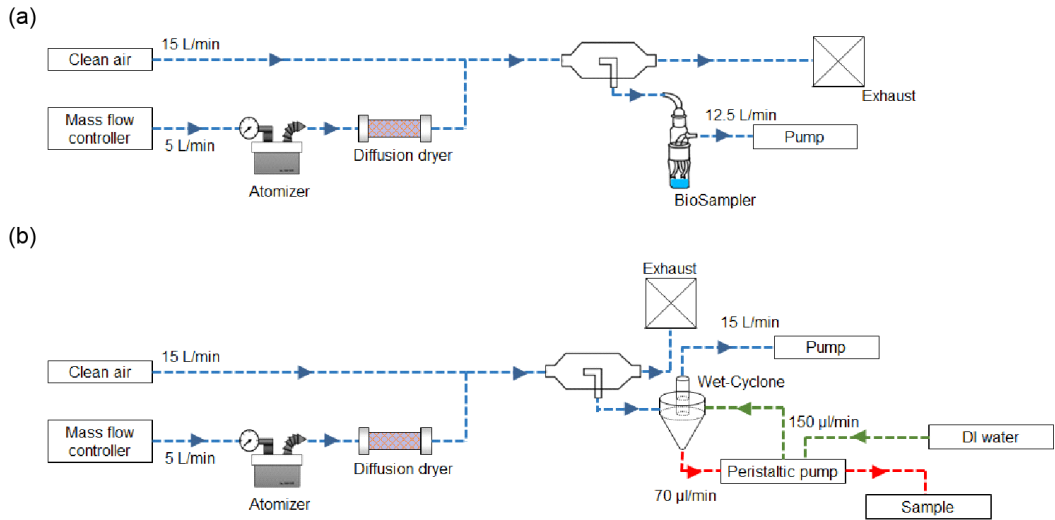 (a)
15 L/min
Clean air
Exhaust
Mass flow
controller
5 L/min
12.5 L/min
Pump
Diffusion dryer
Atomizer
BioSampler
(b)
Exhaust
15 L/min
Pump
15 L/min
Clean air
Wet-Cyclone
Mass flow
controller
5 L/min
150 µl/min
DI water
Diffusion dryer
Peristaltic pump
70 µl/min
Atomizer
Sample